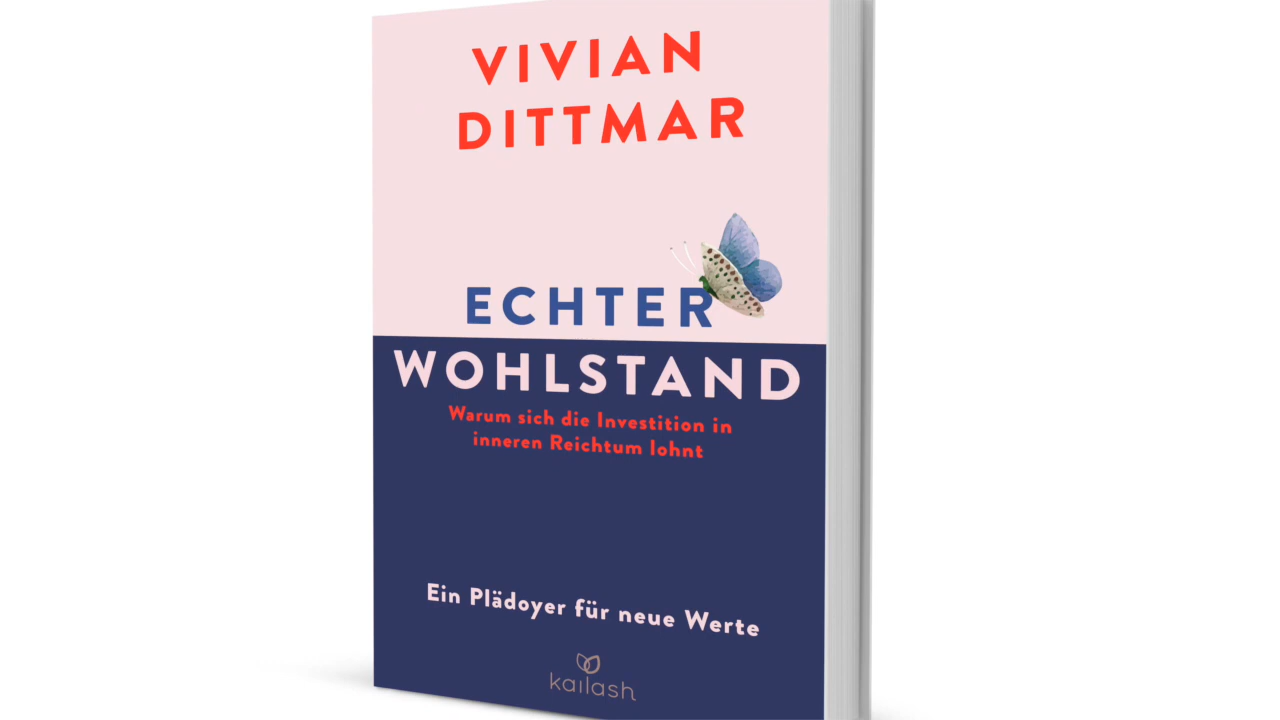 VIVIAN
DITTMAR
ECHTER
WOHLSTAND
Warum sich die Investition in
inneren Reichtum lohnt
Ein Plädoyer für neue Werte
kailash